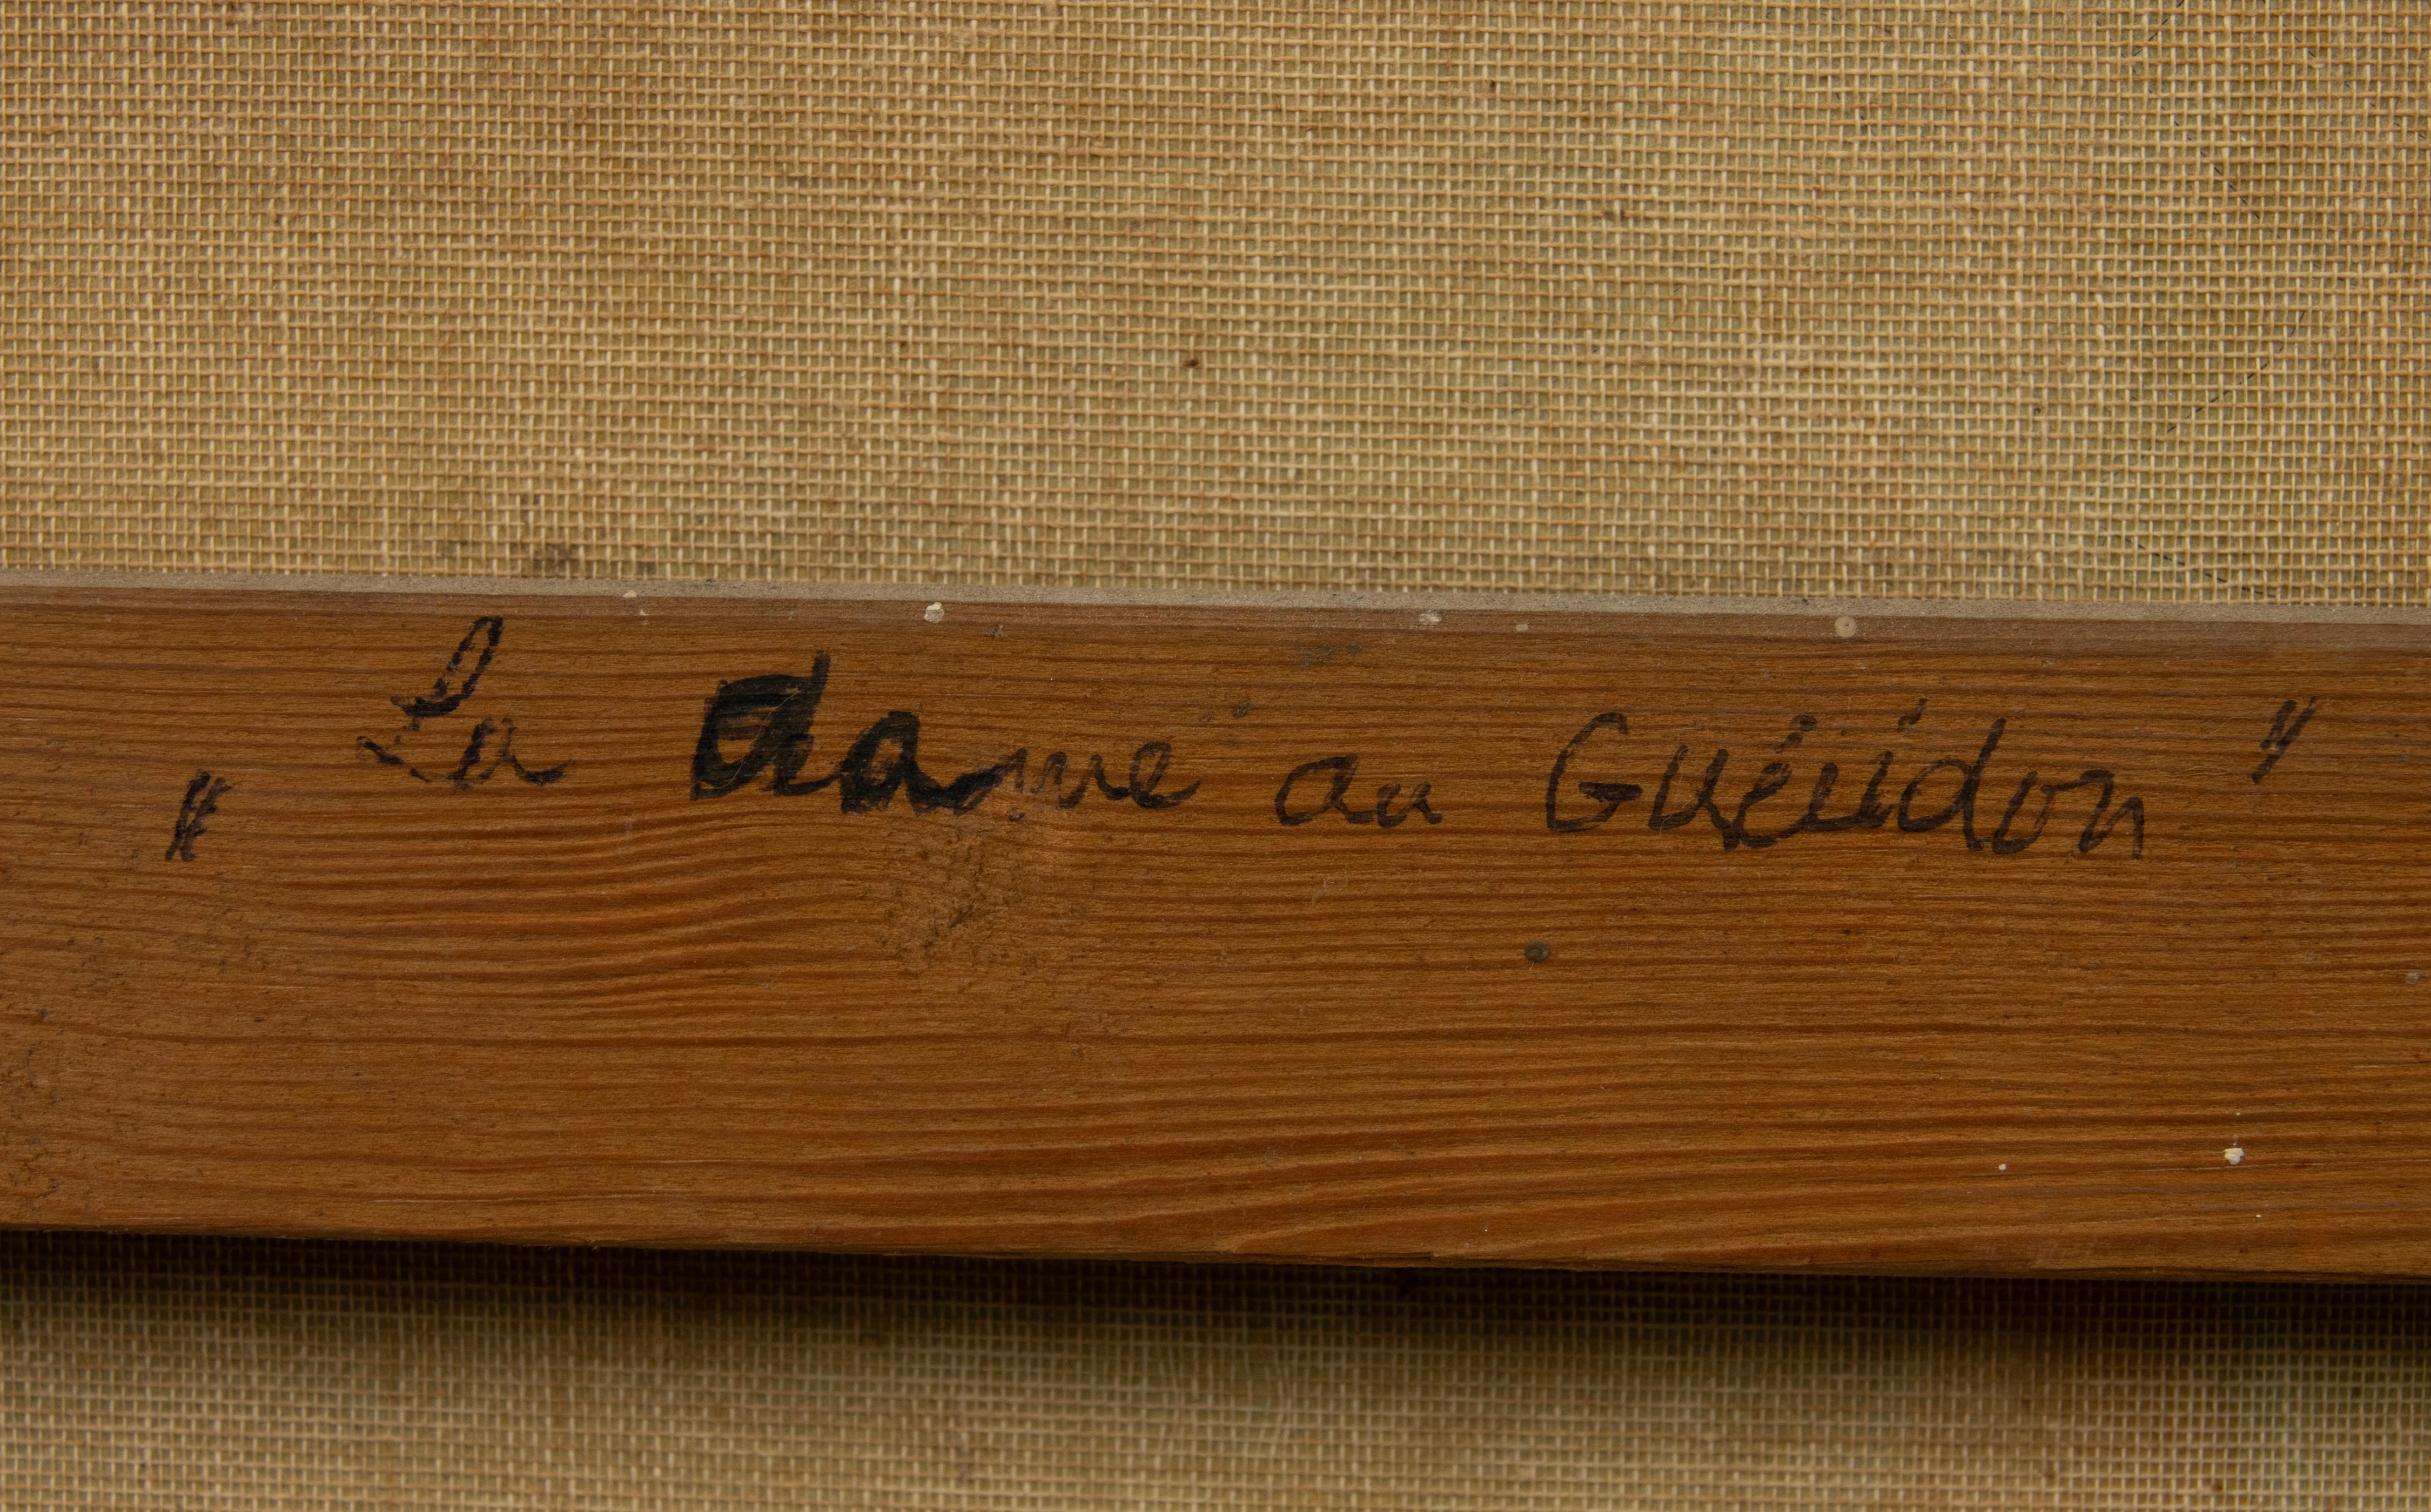 „ La dame au Guéridon "